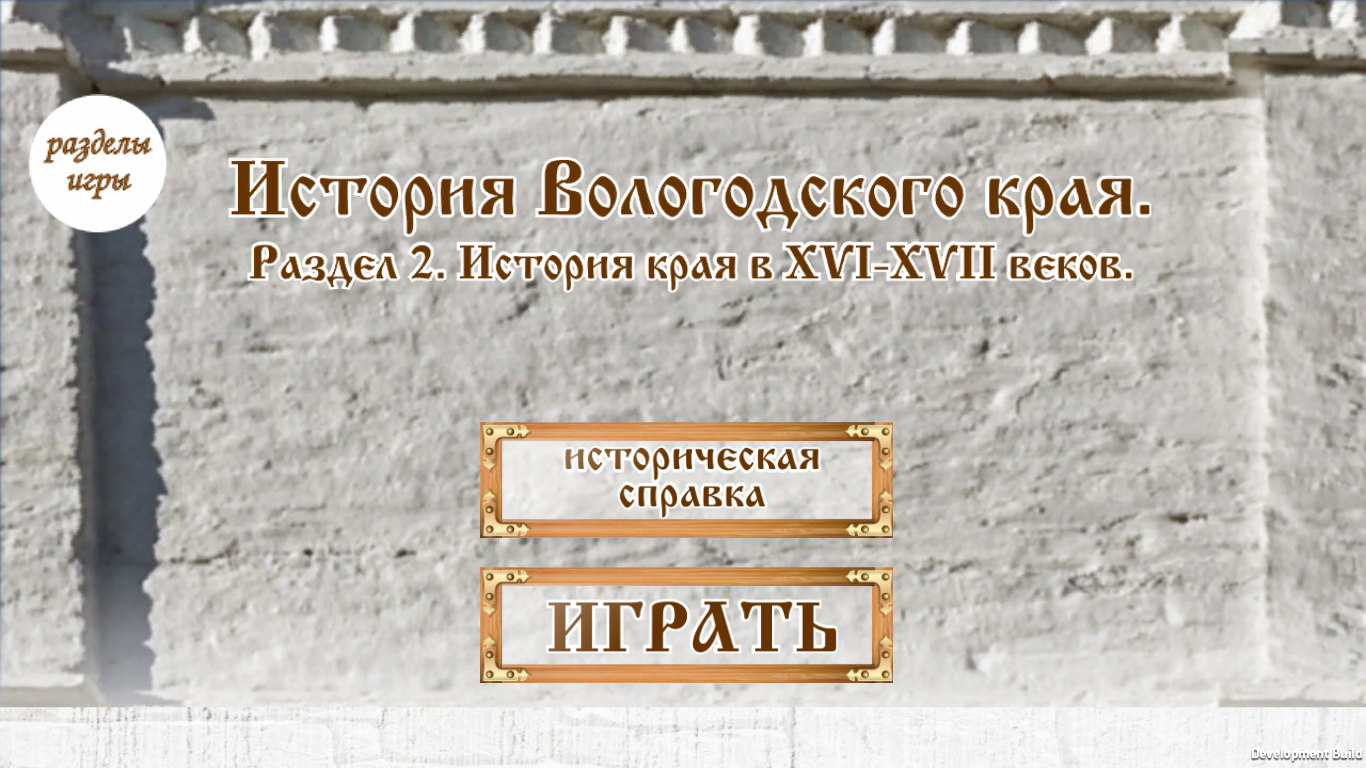 разделы
игры
История Вологодского края.
Раздел 2. История края в XVI-XVII веков.
историческая
справка
ИГРАТЬ
Development Build